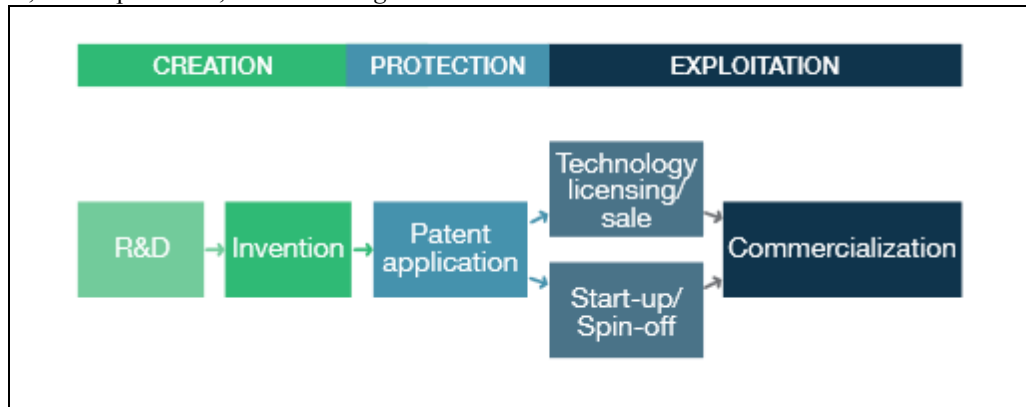 CREATION PROTECTION EXPLOITATION
R&D
Invention
Patent
application
Technology
licensing/
sale
Start-up/
Spin-off
Commercialization